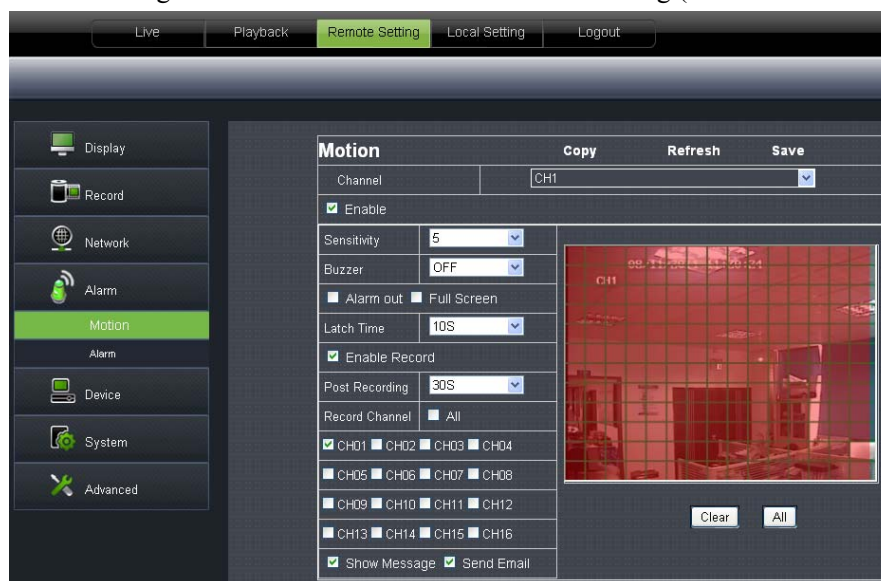 Live Playback Remote Setting Local Setting Logout
Display
Record
Network
Alarm
Motion
Alarm
Device
System
Advanced
Motion Copy Refresh Save
Channel CH1
Enable
Sensitivity 5
Buzzer OFF
Alarm out Full Screen
Latch Time 10S
Enable Record
Post Recording 30S
Record Channel All
CH01 CH02 CH03 CH04
CH05 CH06 CH07 CH08
CH09 CH10 CH11 CH12
CH13 CH14 CH15 CH16
Show Message Send Email
CH1
Clear All